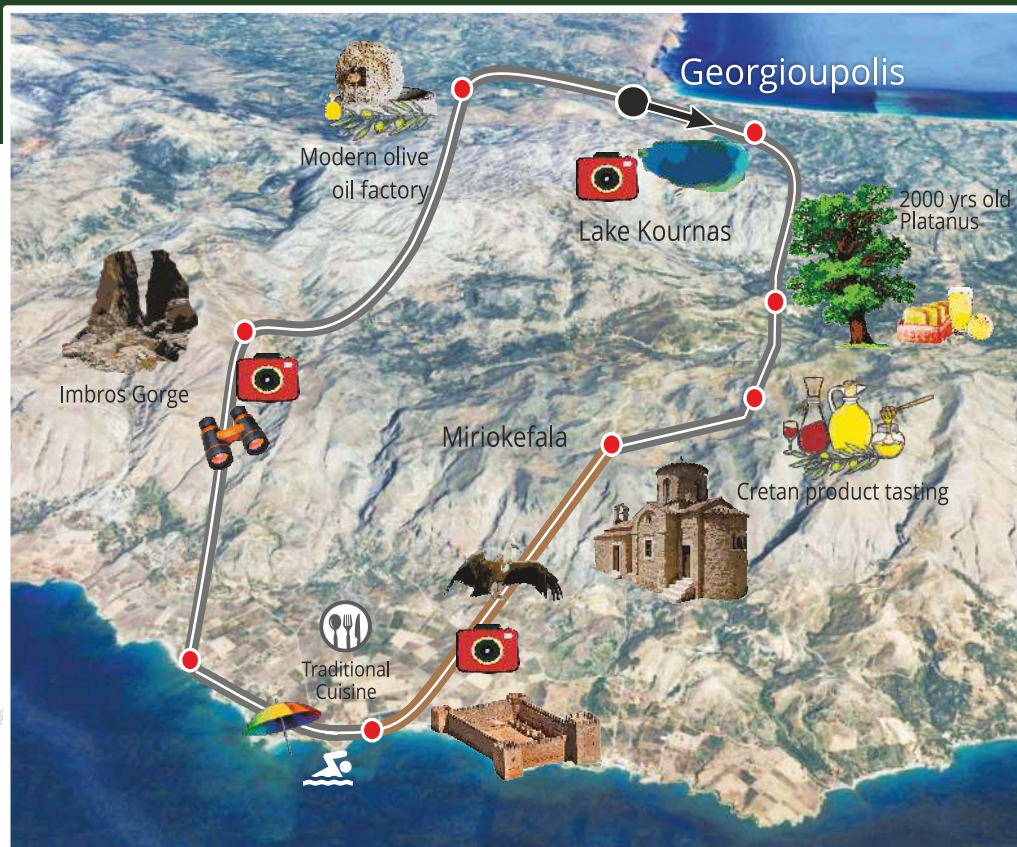 Georgioupolis
Modern olive
oil factory
2000 yrs old
Platanus
Lake Kournas
Imbros Gorge
Miriokefala
Cretan product tasting
Traditional
Cuisine